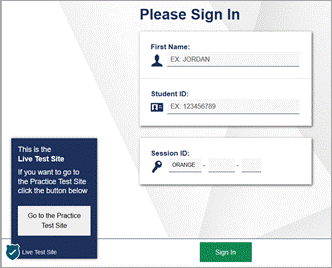 Please Sign In
First Name:
EX: JORDAN
Student ID:
EX: 123456789
Session ID:
ORANGE - -
This is the
Live Test Site
If you want to go
to the Practice Test Site
click the button below
Go to the Practice
Test Site
Live Test Site
Sign In